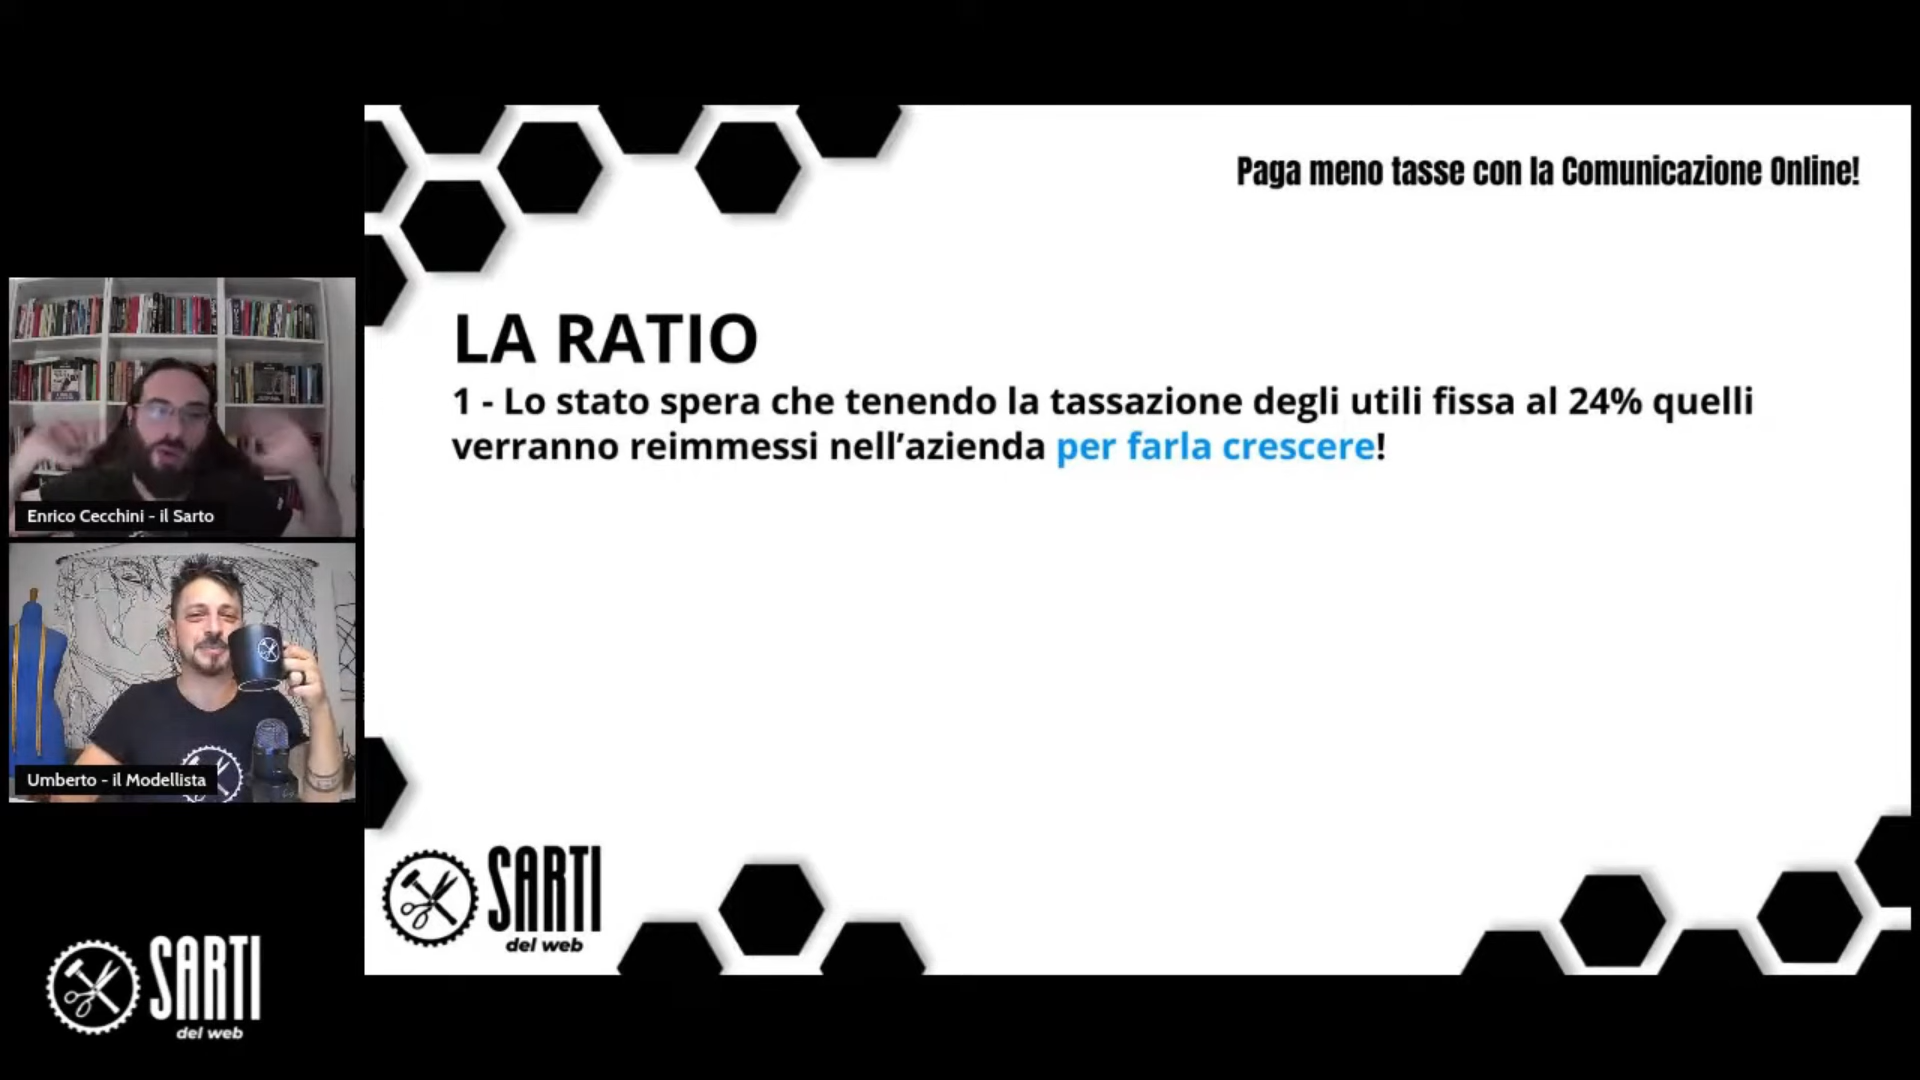 Paga meno tasse con la Comunicazione Online!
LA RATIO
1 - Lo stato spera che tenendo la tassazione degli utili fissa al 24% quelli
verranno reimmessi nell’azienda per farla crescere!
Enrico Cecchini - il Sarto
Umberto - il Modellista
SARTI
del web
SARTI
del web